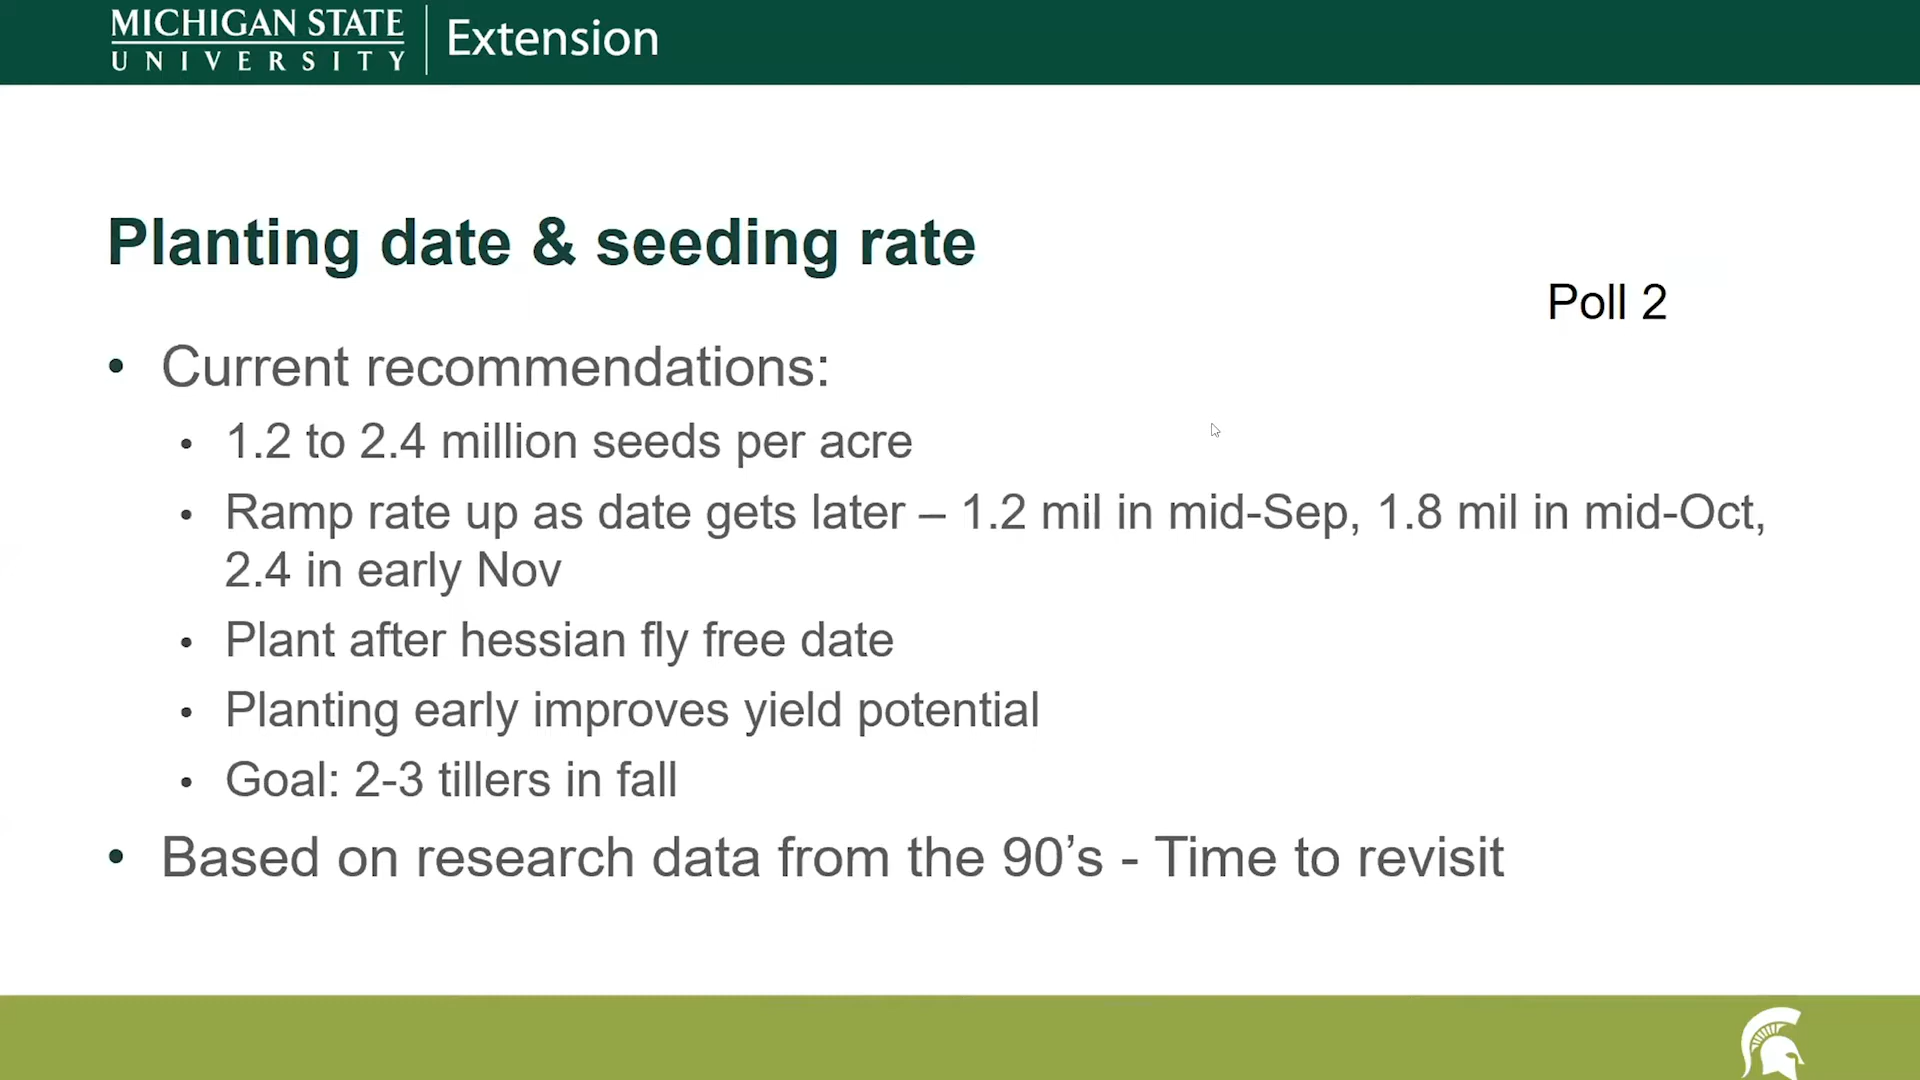 MICHIGAN STATE
UNIVERSITY
Extension
Planting date & seeding rate
Poll 2
• Current recommendations:
• 1.2 to 2.4 million seeds per acre
• Ramp rate up as date gets later – 1.2 mil in mid-Sep, 1.8 mil in mid-Oct,
2.4 in early Nov
• Plant after hessian fly free date
• Planting early improves yield potential
• Goal: 2-3 tillers in fall
• Based on research data from the 90’s - Time to revisit